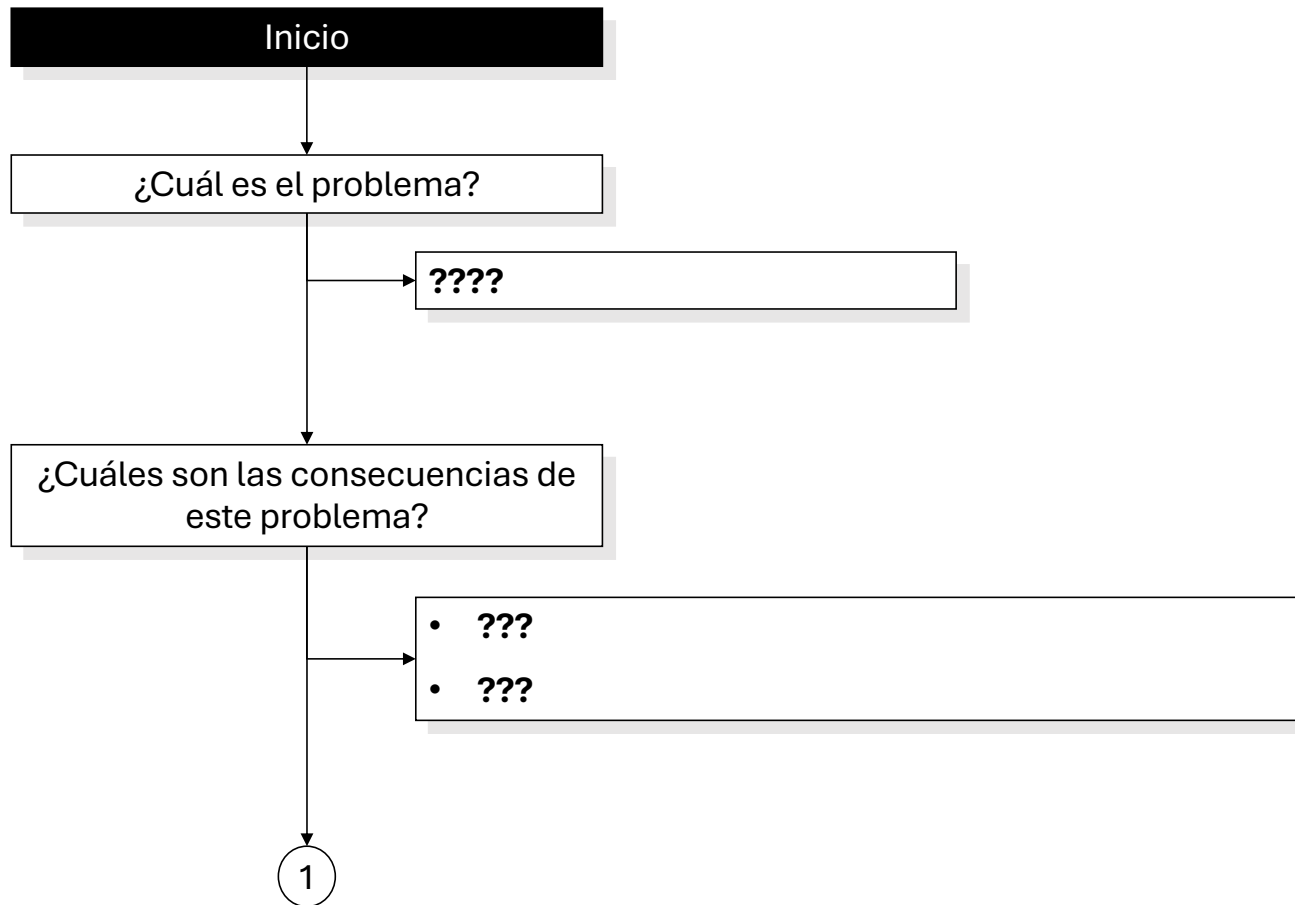 Inicio
¿Cuál es el problema?
????
¿Cuáles son las consecuencias de
este problema?
• ???
• ???
1